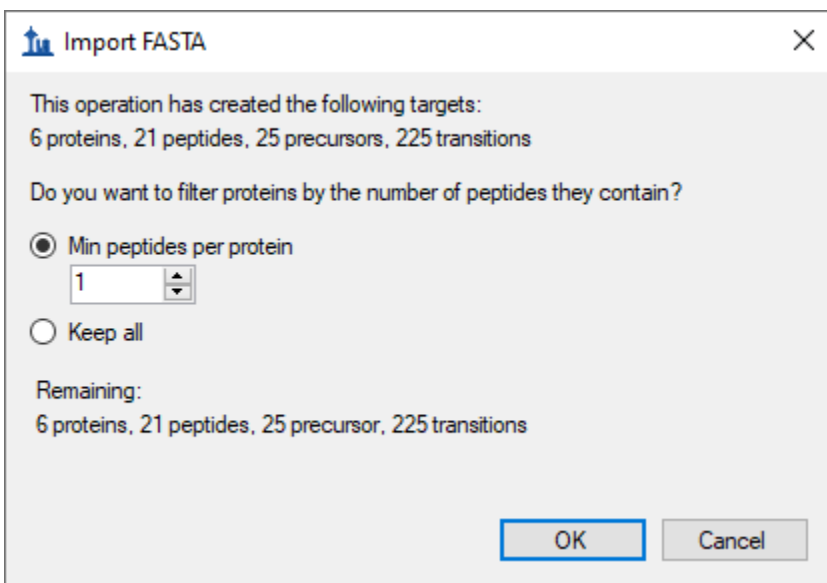 Import FASTA
This operation has created the following targets:
6 proteins, 21 peptides, 25 precursors, 225 transitions
Do you want to filter proteins by the number of peptides they contain?
Min peptides per protein
1
Keep all
Remaining:
6 proteins, 21 peptides, 25 precursor, 225 transitions
OK Cancel